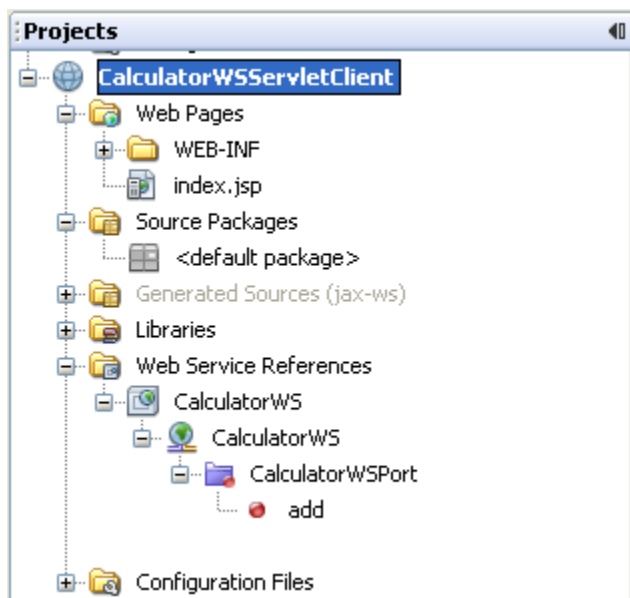 Projects
CalculatorWSServletClient
Web Pages
WEB-INF
index.jsp
Source Packages
<default package>
Generated Sources (jax-ws)
Libraries
Web Service References
CalculatorWS
CalculatorWS
CalculatorWSPort
add
Configuration Files